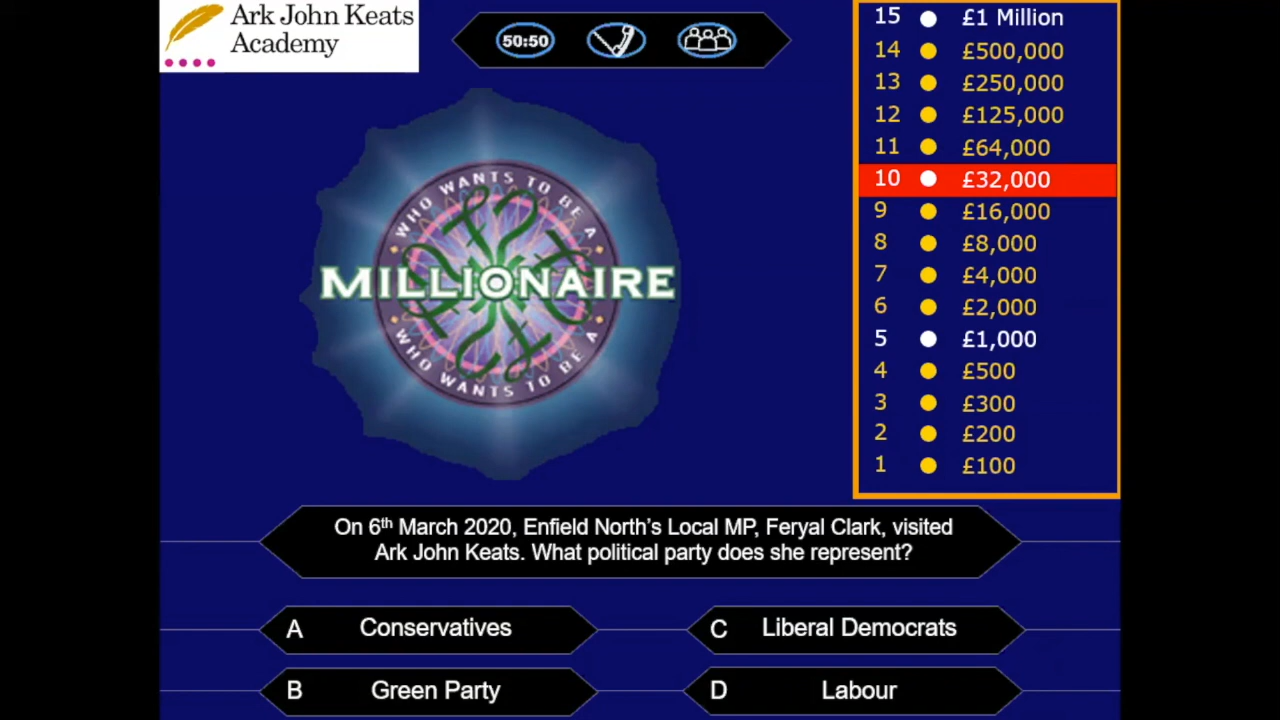 Ark John Keats
Academy
50:50
15 £1 Million
14 £500,000
13 £250,000
12 £125,000
11 £64,000
10 £32,000
9 £16,000
8 £8,000
7 £4,000
6 £2,000
5 £1,000
4 £500
3 £300
2 £200
1 £100
WHO WANTS TO BE A
MILLIONAIRE
WHO WANTS TO BE A
On 6th March 2020, Enfield North's Local MP, Feryal Clark, visited
Ark John Keats. What political party does she represent?
A Conservatives
C Liberal Democrats
B Green Party
D Labour